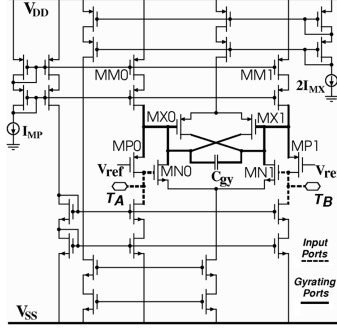 VDD
MM0
MM1
2IMX
MX0
MX1
IMP
MP0
MP1
Vref
Vre
MN0
MN1
Cgy
TA
TB
Input
Ports
Gyrating
Ports
VSS